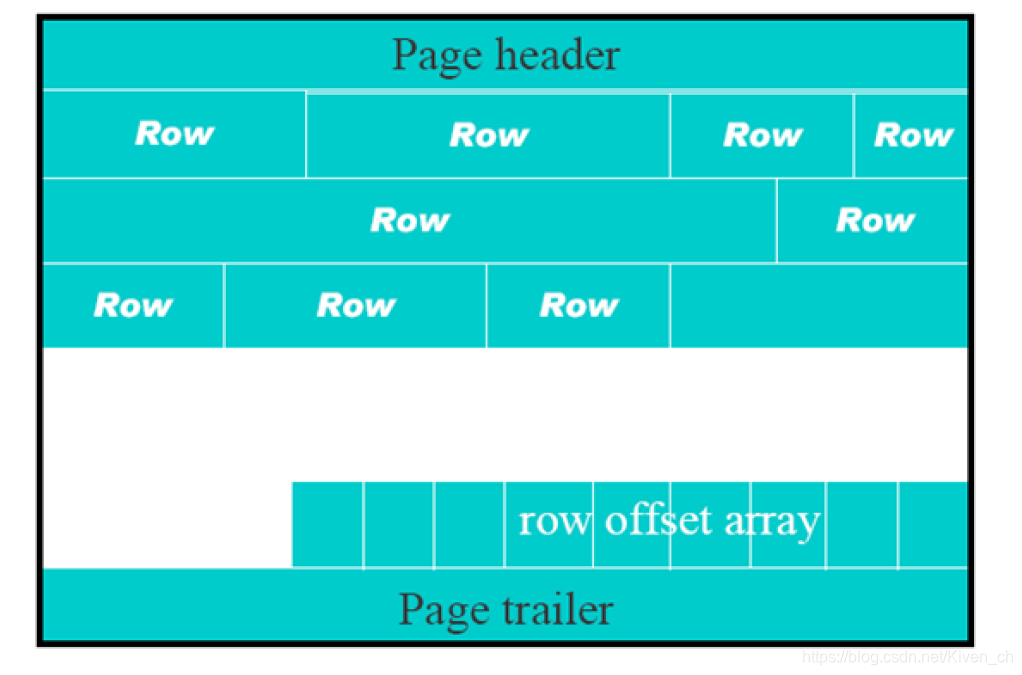 Page header
Row Row Row Row
Row Row
Row Row Row
row offset array
Page trailer
https://blog.csdn.net/Kiven_ch